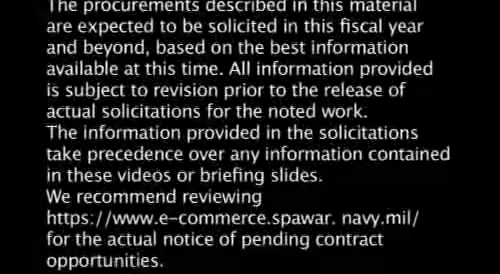 The procurements described in this material
are expected to be solicited in this fiscal year
and beyond, based on the best information
available at this time. All information provided
is subject to revision prior to the release of
actual solicitations for the noted work.
The information provided in the solicitations
take precedence over any information contained
in these videos or briefing slides.
We recommend reviewing
https://www.e-commerce.spawar. navy.mil/
for the actual notice of pending contract
opportunities.